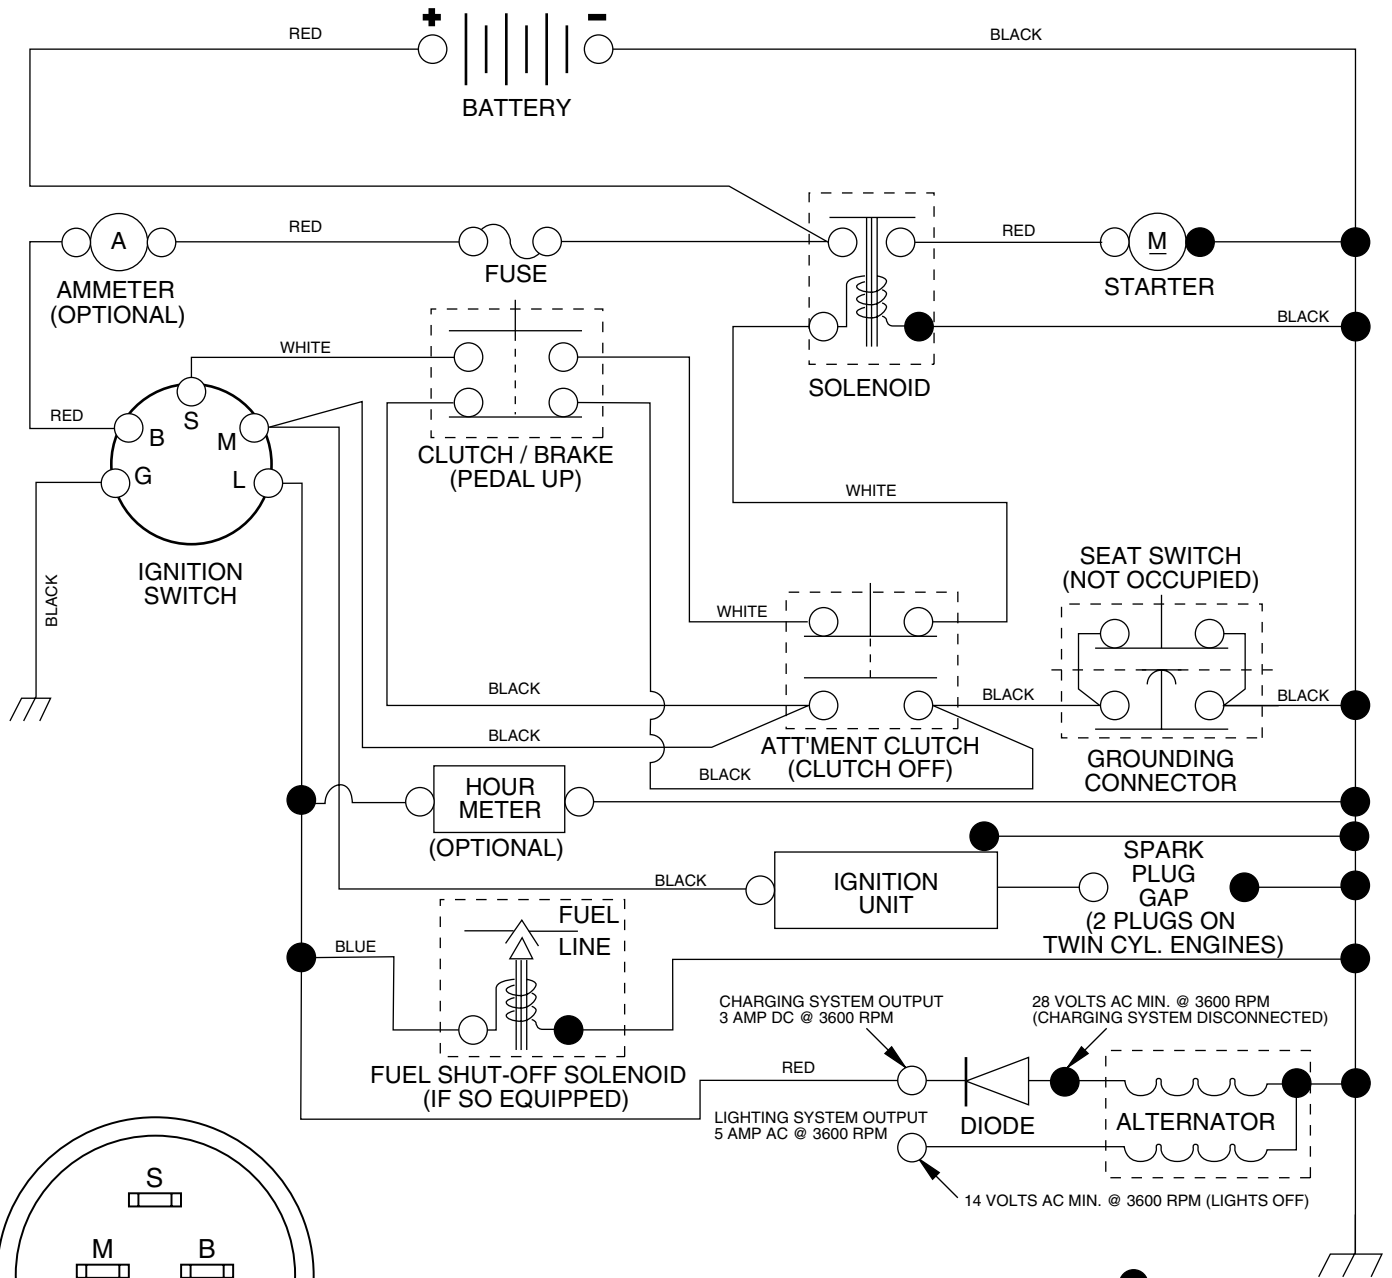 RED
+
-
BLACK
BATTERY
A
RED
RED
M
AMMETER
(OPTIONAL)
FUSE
STARTER
WHITE
BLACK
SOLENOID
RED
S
B
M
G
L
CLUTCH / BRAKE
(PEDAL UP)
WHITE
IGNITION
SWITCH
BLACK
SEAT SWITCH
(NOT OCCUPIED)
WHITE
BLACK
BLACK
BLACK
BLACK
ATT'MENT CLUTCH
(CLUTCH OFF)
GROUNDING
CONNECTOR
BLACK
HOUR
METER
(OPTIONAL)
SPARK
PLUG
GAP
(2 PLUGS ON
TWIN CYL. ENGINES)
BLACK
IGNITION
UNIT
FUEL
LINE
BLUE
CHARGING SYSTEM OUTPUT
3 AMP DC @ 3600 RPM
28 VOLTS AC MIN. @ 3600 RPM
(CHARGING SYSTEM DISCONNECTED)
FUEL SHUT-OFF SOLENOID
(IF SO EQUIPPED)
RED
LIGHTING SYSTEM OUTPUT
5 AMP AC @ 3600 RPM
DIODE
ALTERNATOR
14 VOLTS AC MIN. @ 3600 RPM (LIGHTS OFF)
S
M
B